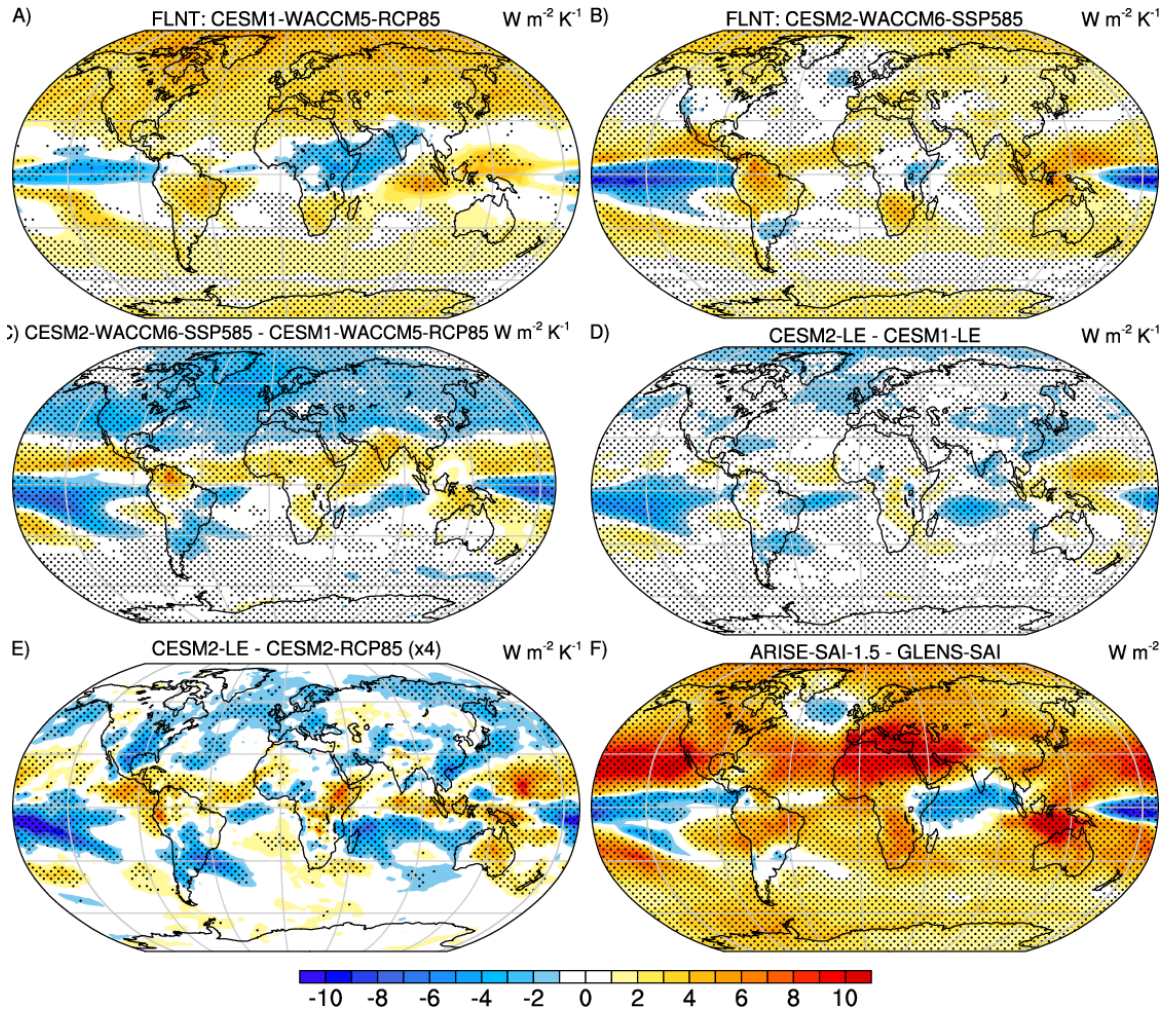 A) FLNT: CESM1-WACCM5-RCP85 W m-2 K-1
B) FLNT: CESM2-WACCM6-SSP585 W m-2 K-1
C) CESM2-WACCM6-SSP585 - CESM1-WACCM5-RCP85 W m-2 K-1
D) CESM2-LE - CESM1-LE W m-2 K-1
E) CESM2-LE - CESM2-RCP85 (x4) W m-2 K-1
F) ARISE-SAI-1.5 - GLENS-SAI W m-2
-10 -8 -6 -4 -2 0 2 4 6 8 10